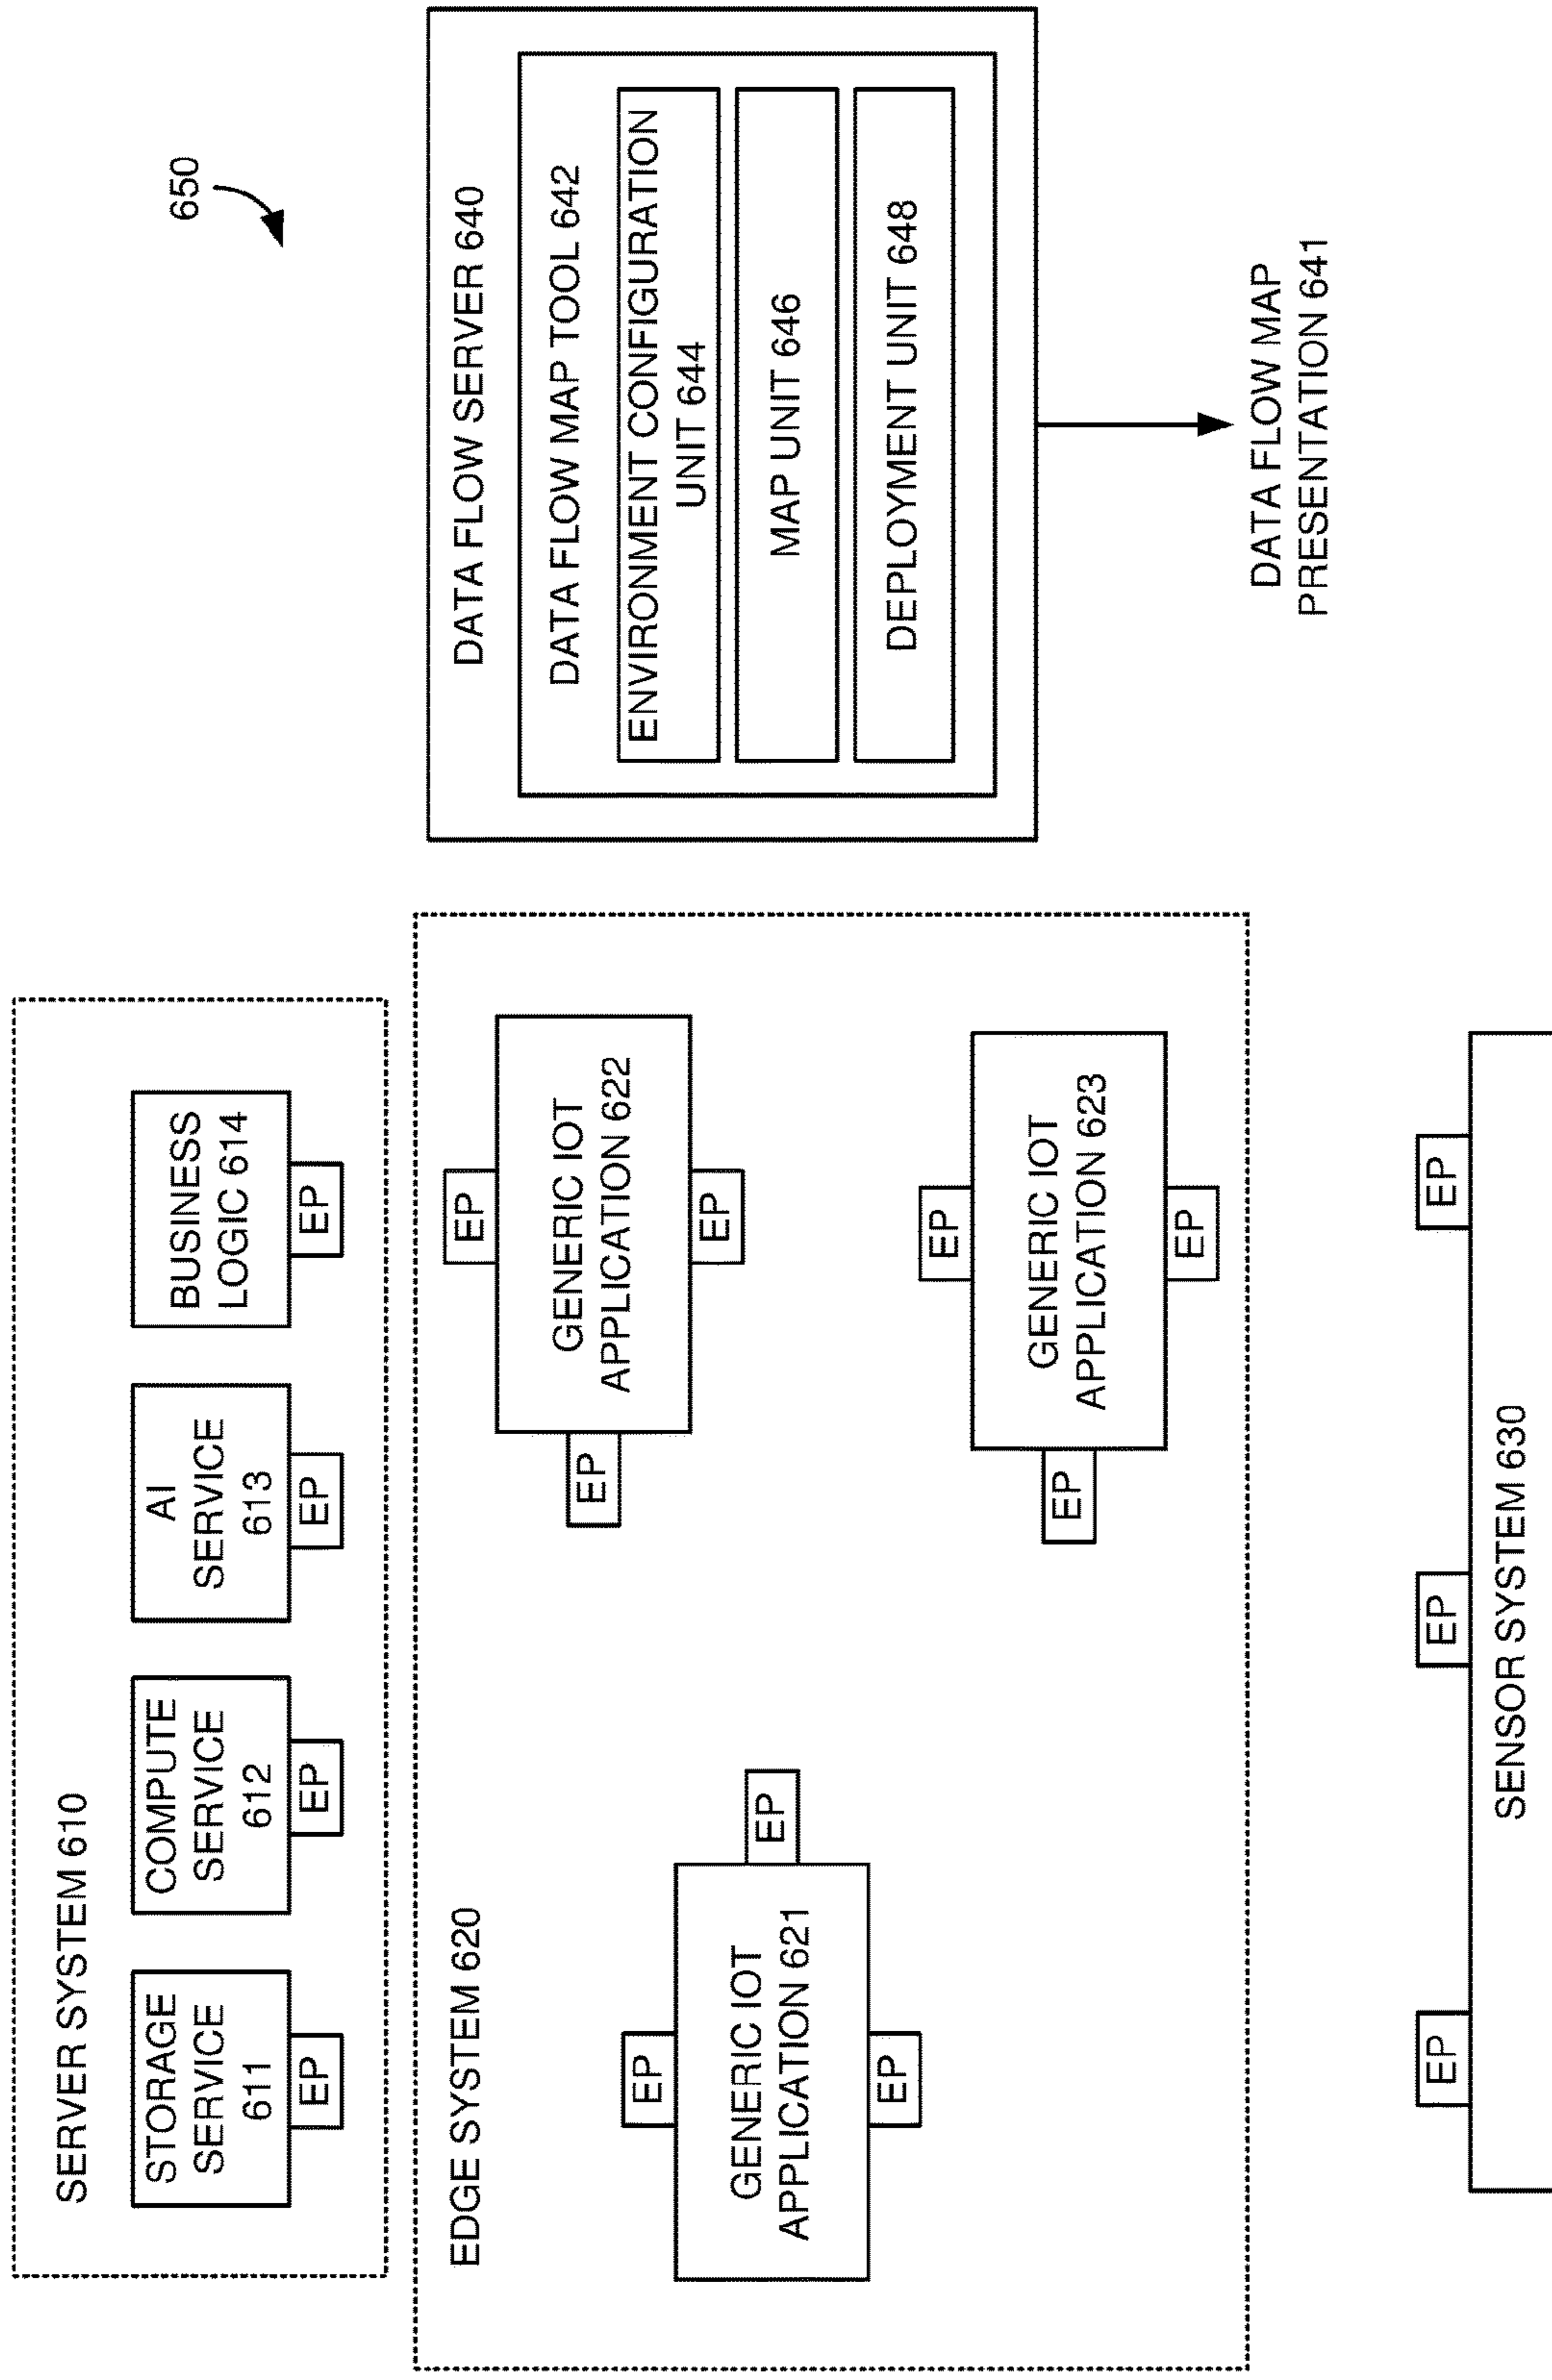 650
SERVER SYSTEM 610
STORAGE
SERVICE
611
EP
COMPUTE
SERVICE
612
EP
AI
SERVICE
613
EP
BUSINESS
LOGIC 614
EP
EDGE SYSTEM 620
EP
GENERIC IOT
APPLICATION 621
EP
EP
EP
GENERIC IOT
APPLICATION 622
EP
EP
EP
GENERIC IOT
APPLICATION 623
EP
EP
EP
EP
EP
SENSOR SYSTEM 630
DATA FLOW SERVER 640
DATA FLOW MAP TOOL 642
ENVIRONMENT CONFIGURATION
UNIT 644
MAP UNIT 646
DEPLOYMENT UNIT 648
DATA FLOW MAP
PRESENTATION 641